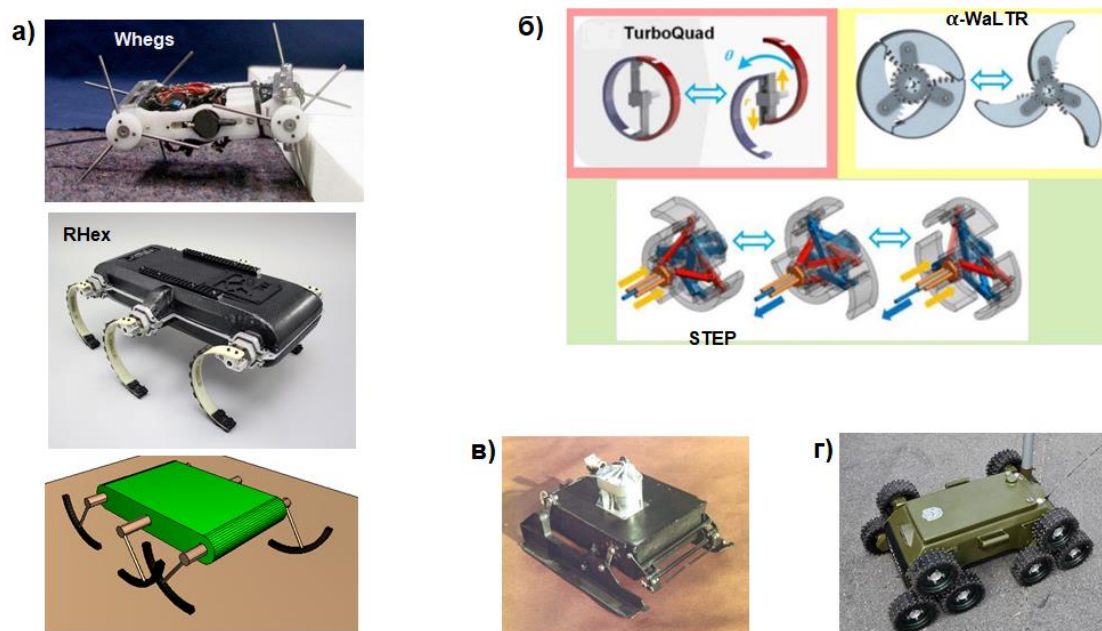 а)
Whegs
RHex
б)
TurboQuad
θ
α-WaLTR
STEP
в)
г)